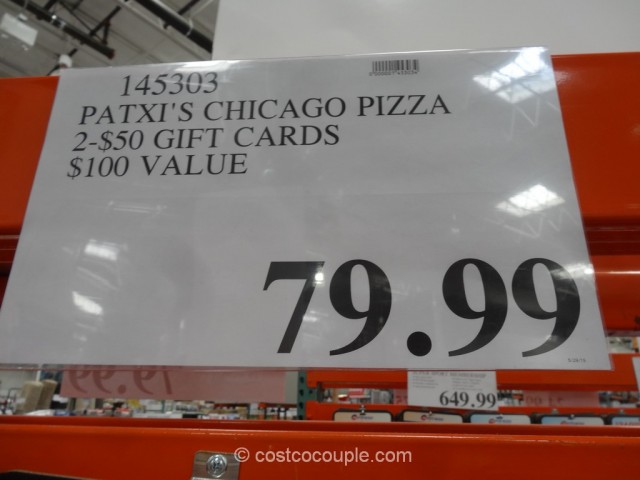 145303
PATXI'S CHICAGO PIZZA
2-$50 GIFT CARDS
$100 VALUE
79.99
649.99
© costcocouple.com